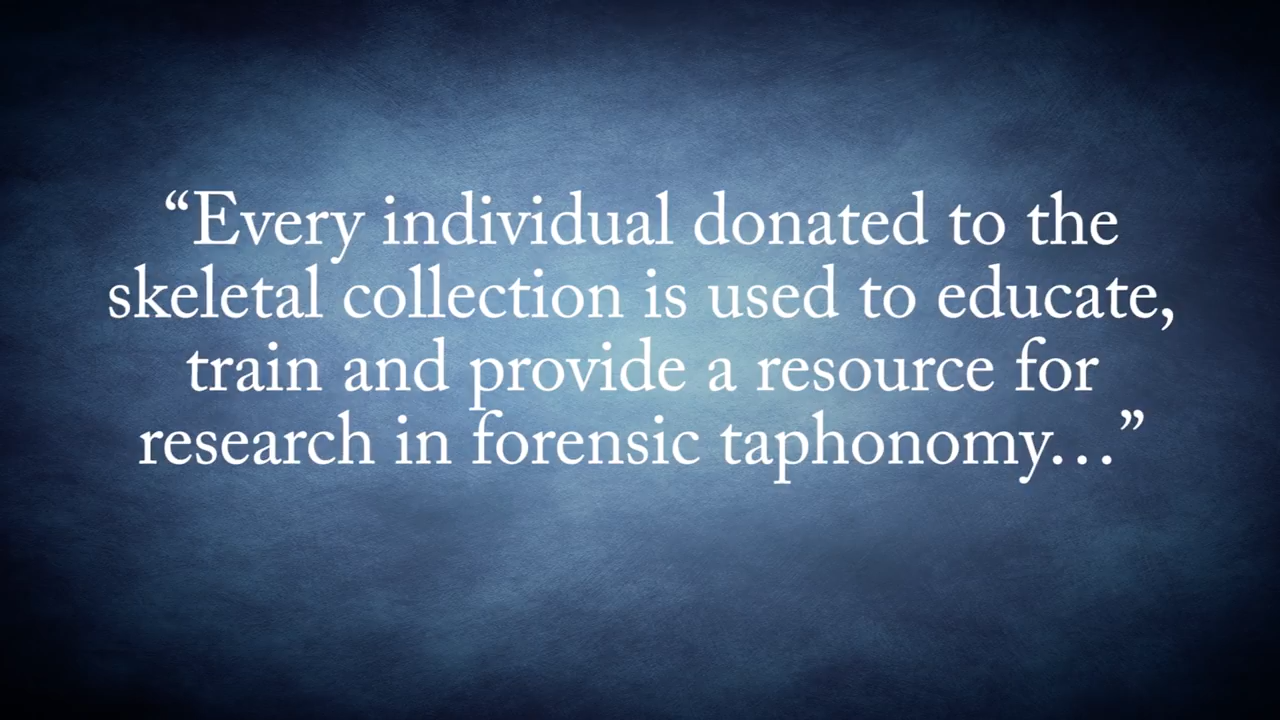 “Every individual donated to the
skeletal collection is used to educate,
train and provide a resource for
research in forensic taphonomy…”